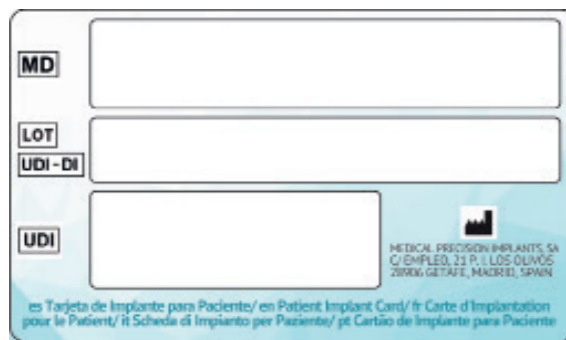 MD
LOT
UDI-DI
UDI
MEDICAL PRECISION IMPLANTS, SA
C/ EMPLEO, 21 P. I. LOS OLIVOS
28906 GETAFE, MADRID, SPAIN
es Tarjeta de Implante para Paciente/ en Patient Implant Card/ fr Carte d'Implantation
pour le Patient/ it Scheda di Impianto per Paziente/ pt Cartão de Implante para Paciente